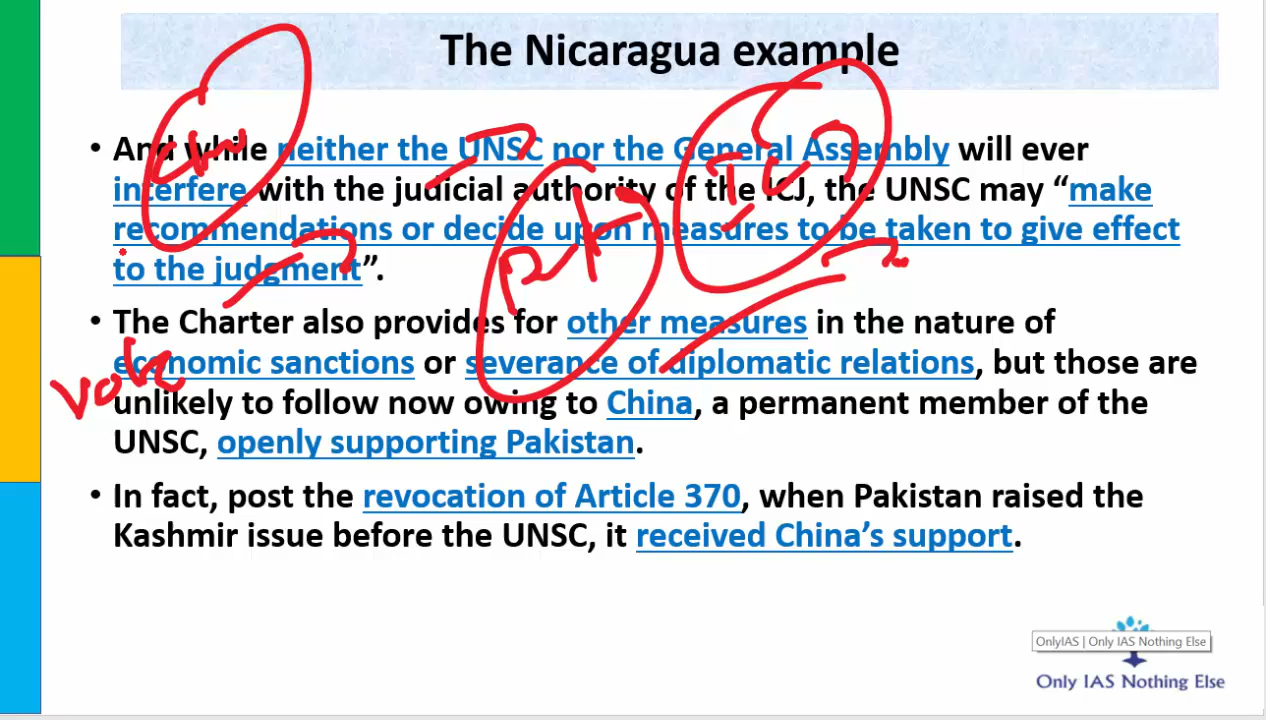 The Nicaragua example
• And while neither the UNSC nor the General Assembly will ever
interfere with the judicial authority of the ICJ, the UNSC may “make
recommendations or decide upon measures to be taken to give effect
to the judgment”.
• The Charter also provides for other measures in the nature of
economic sanctions or severance of diplomatic relations, but those are
unlikely to follow now owing to China, a permanent member of the
UNSC, openly supporting Pakistan.
• In fact, post the revocation of Article 370, when Pakistan raised the
Kashmir issue before the UNSC, it received China’s support.
vote
OnlyIAS | Only IAS Nothing Else
Only IAS Nothing Else